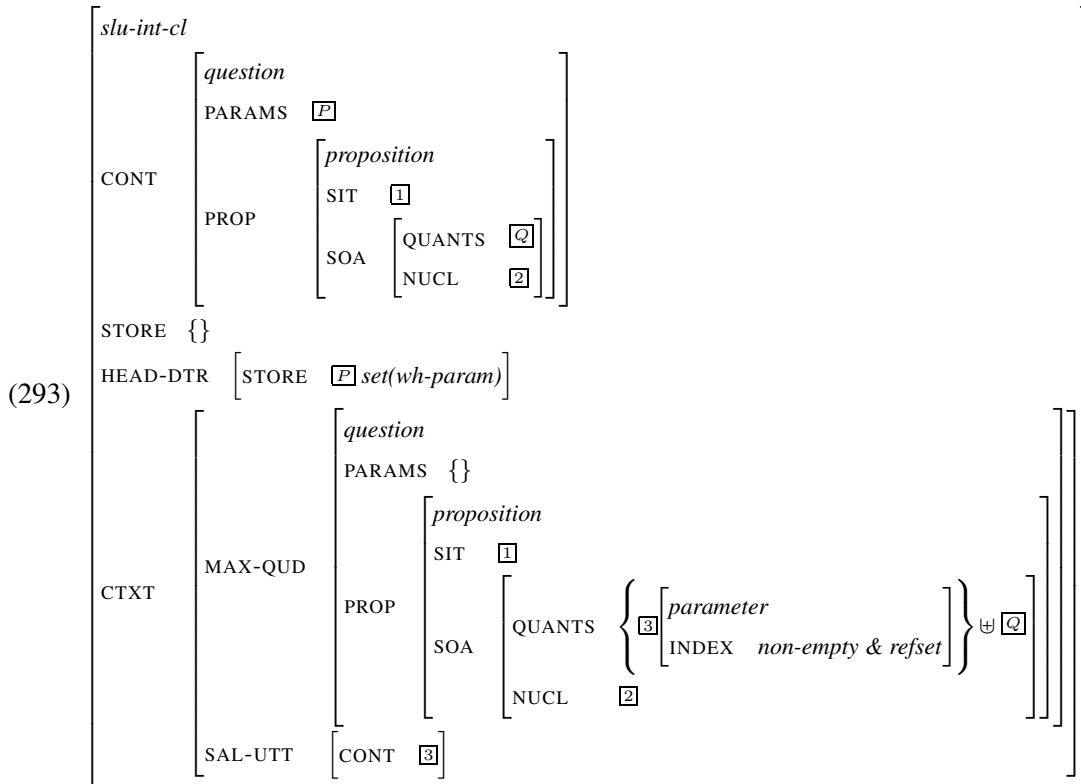 slu-int-cl
question
PARAMS P
proposition
SIT 1
CONT
PROP
QUANTS Q
SOA
NUCL 2
STORE {}
(293) HEAD-DTR [STORE P set(wh-param)]
question
PARAMS {}
proposition
SIT 1
MAX-QUD
CTXT
PROP
parameter
QUANTS { 3 } ⊎ Q
SOA
INDEX non-empty & refset
NUCL 2
SAL-UTT [CONT 3]